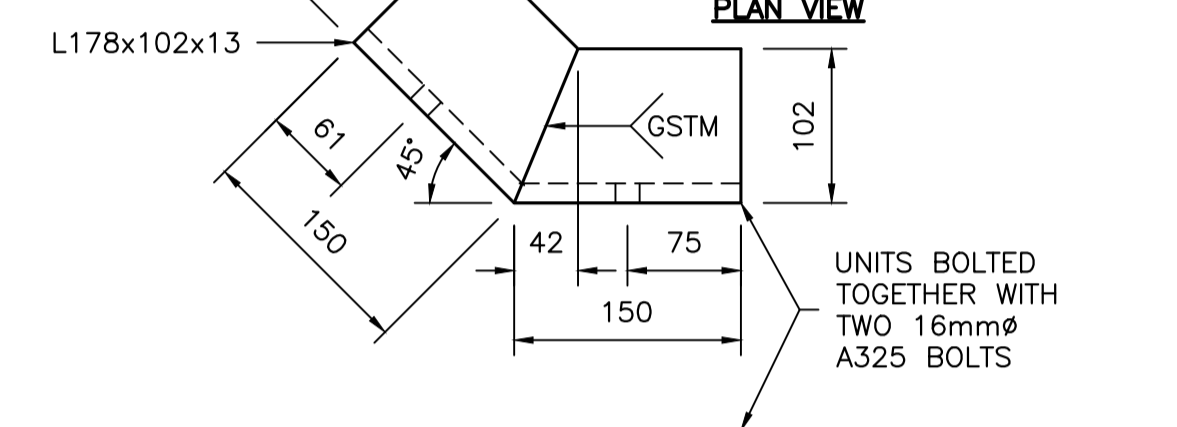 PLAN VIEW
L178x102x13
61
45°
150
GSTM
102
42
75
150
UNITS BOLTED
TOGETHER WITH
TWO 16mmø
A325 BOLTS